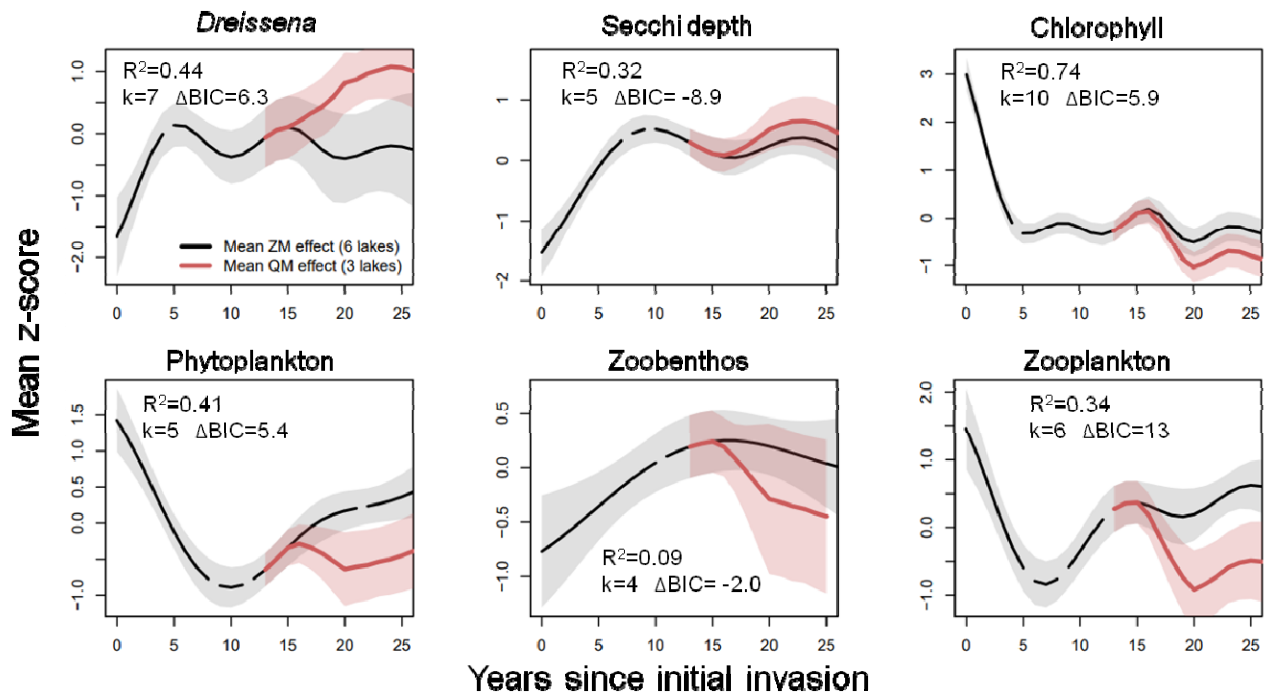 Dreissena
R²=0.44
k=7 ΔBIC=6.3
1.0
0.0
-1.0
-2.0
Mean ZM effect (6 lakes)
Mean QM effect (3 lakes)
0 5 10 15 20 25
Secchi depth
R²=0.32
k=5 ΔBIC= -8.9
1
0
-1
-2
0 5 10 15 20 25
Chlorophyll
R²=0.74
k=10 ΔBIC=5.9
3
2
1
0
-1
0 5 10 15 20 25
Mean z-score
Phytoplankton
R²=0.41
k=5 ΔBIC=5.4
1.5
1.0
0.0
-1.0
0 5 10 15 20 25
Zoobenthos
0.5
0.0
-0.5
-1.0
R²=0.09
k=4 ΔBIC= -2.0
0 5 10 15 20 25
Zooplankton
R²=0.34
k=6 ΔBIC=13
2.0
1.0
0.0
-1.0
0 5 10 15 20 25
Years since initial invasion